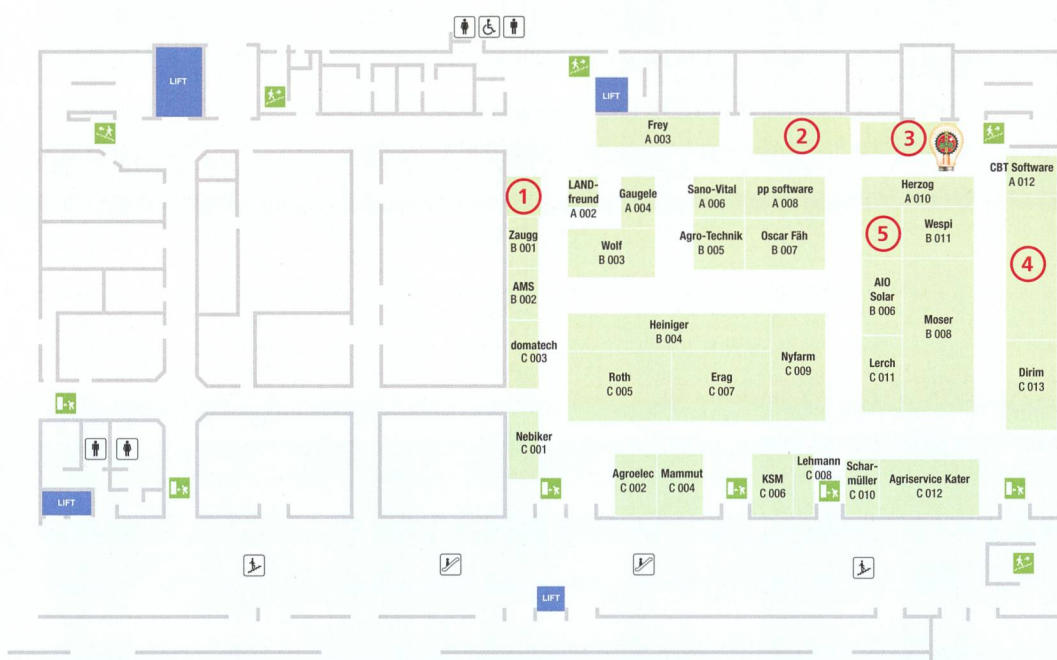 LIFT
LIFT
Frey
A 003
2
3
CBT Software
A 012
1
LAND-
freund
A 002
Gaugele
A 004
Sano-Vital
A 006
pp software
A 008
Herzog
A 010
Zaugg
B 001
Wolf
B 003
Agro-Technik
B 005
Oscar Fäh
B 007
5
Wespi
B 011
4
AMS
B 002
AIO
Solar
B 006
Moser
B 008
domatech
C 003
Heiniger
B 004
Nyfarm
C 009
Roth
C 005
Erag
C 007
Lerch
C 011
Dirim
C 013
Nebiker
C 001
Agroelec
C 002
Mammut
C 004
KSM
C 006
Lehmann
C 008
Schar-
müller
C 010
Agriservice Kater
C 012
LIFT
LIFT